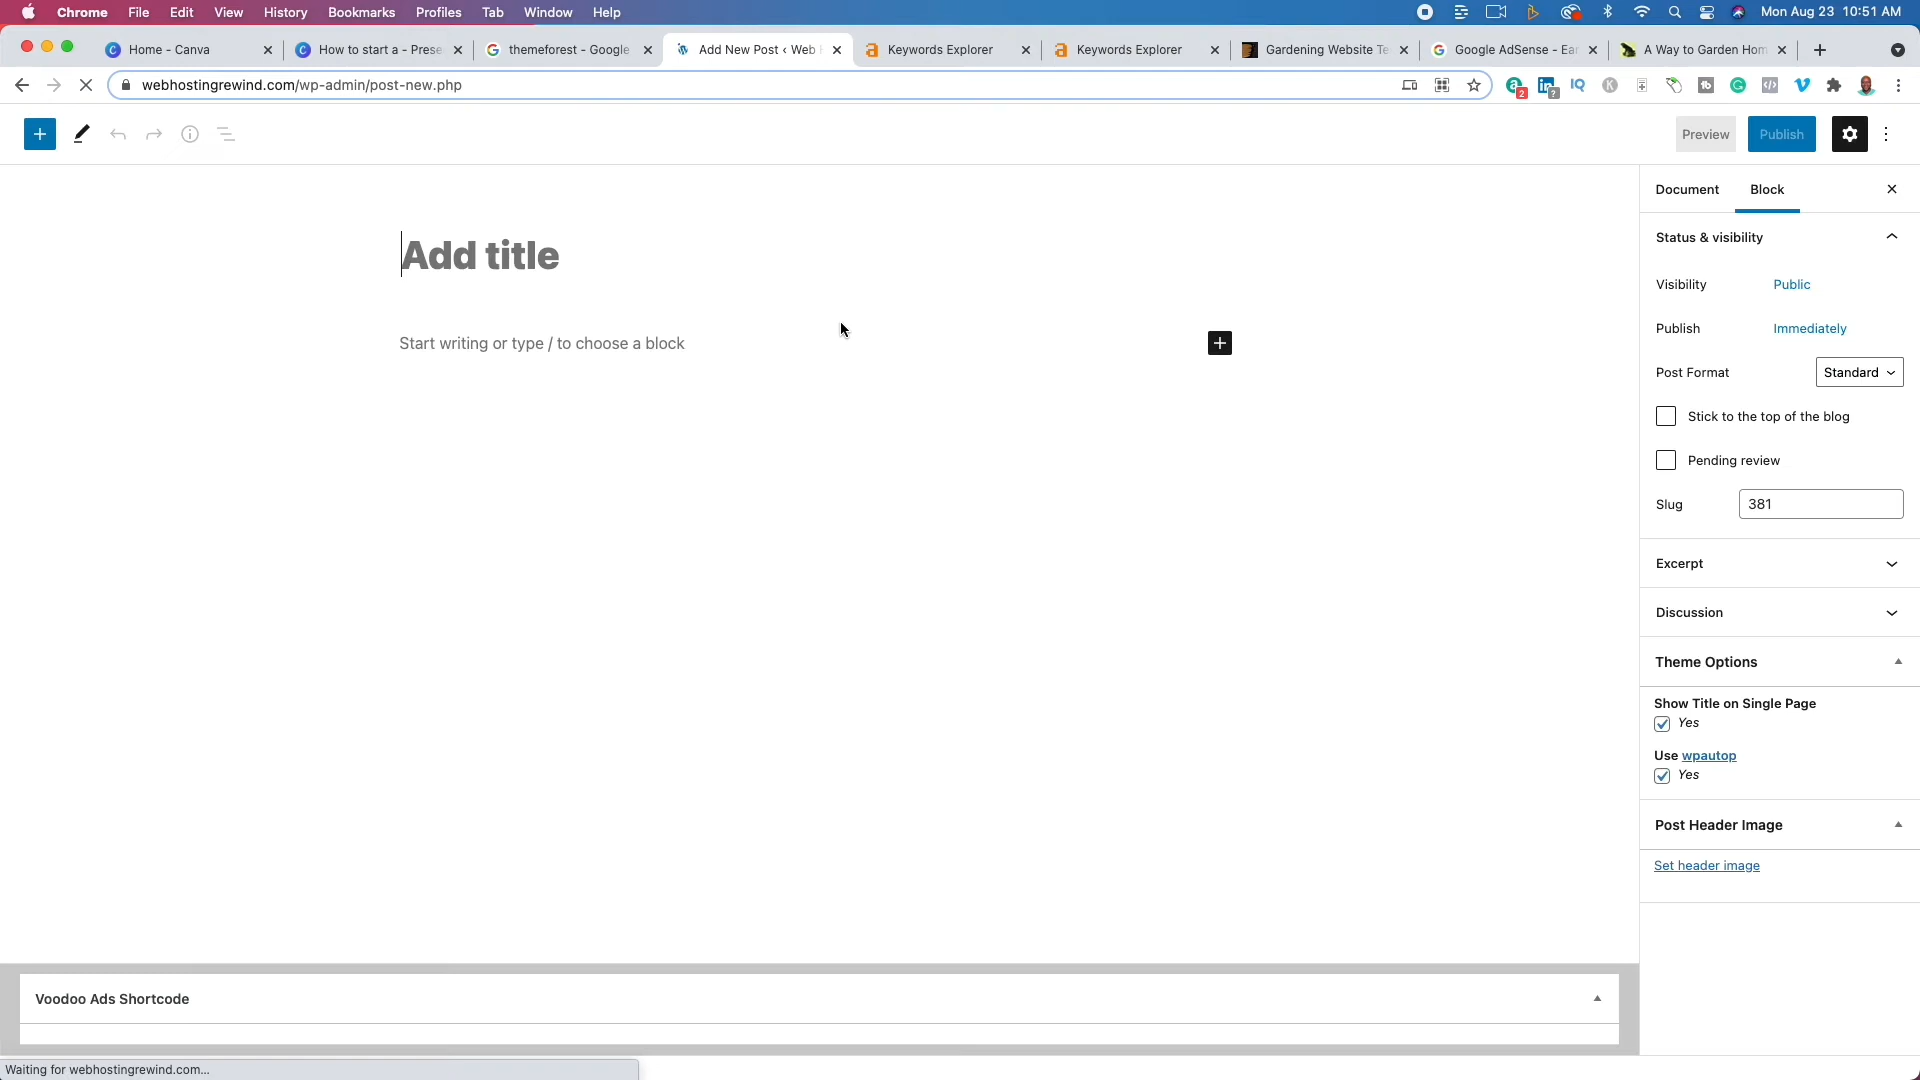 Chrome File Edit View History Bookmarks Profiles Tab Window Help Mon Aug 23 10:51 AM
Home - Canva How to start a - Prese themeforest - Google Add New Post ‹ Web Keywords Explorer Keywords Explorer Gardening Website Te Google AdSense - Ear A Way to Garden Hom
webhostingrewind.com/wp-admin/post-new.php 2 ?
Preview Publish
Document Block
Status & visibility
Add title
Visibility Public
Publish Immediately
Start writing or type / to choose a block
Post Format Standard
Stick to the top of the blog
Pending review
Slug 381
Excerpt
Discussion
Theme Options
Show Title on Single Page
Yes
Use wpautop
Yes
Post Header Image
Set header image
Voodoo Ads Shortcode
Waiting for webhostingrewind.com...